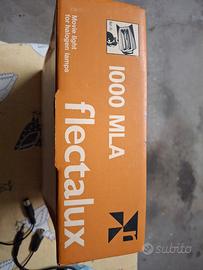 1000 MLA
Movie light
for halogen lamps
flectalux
subito